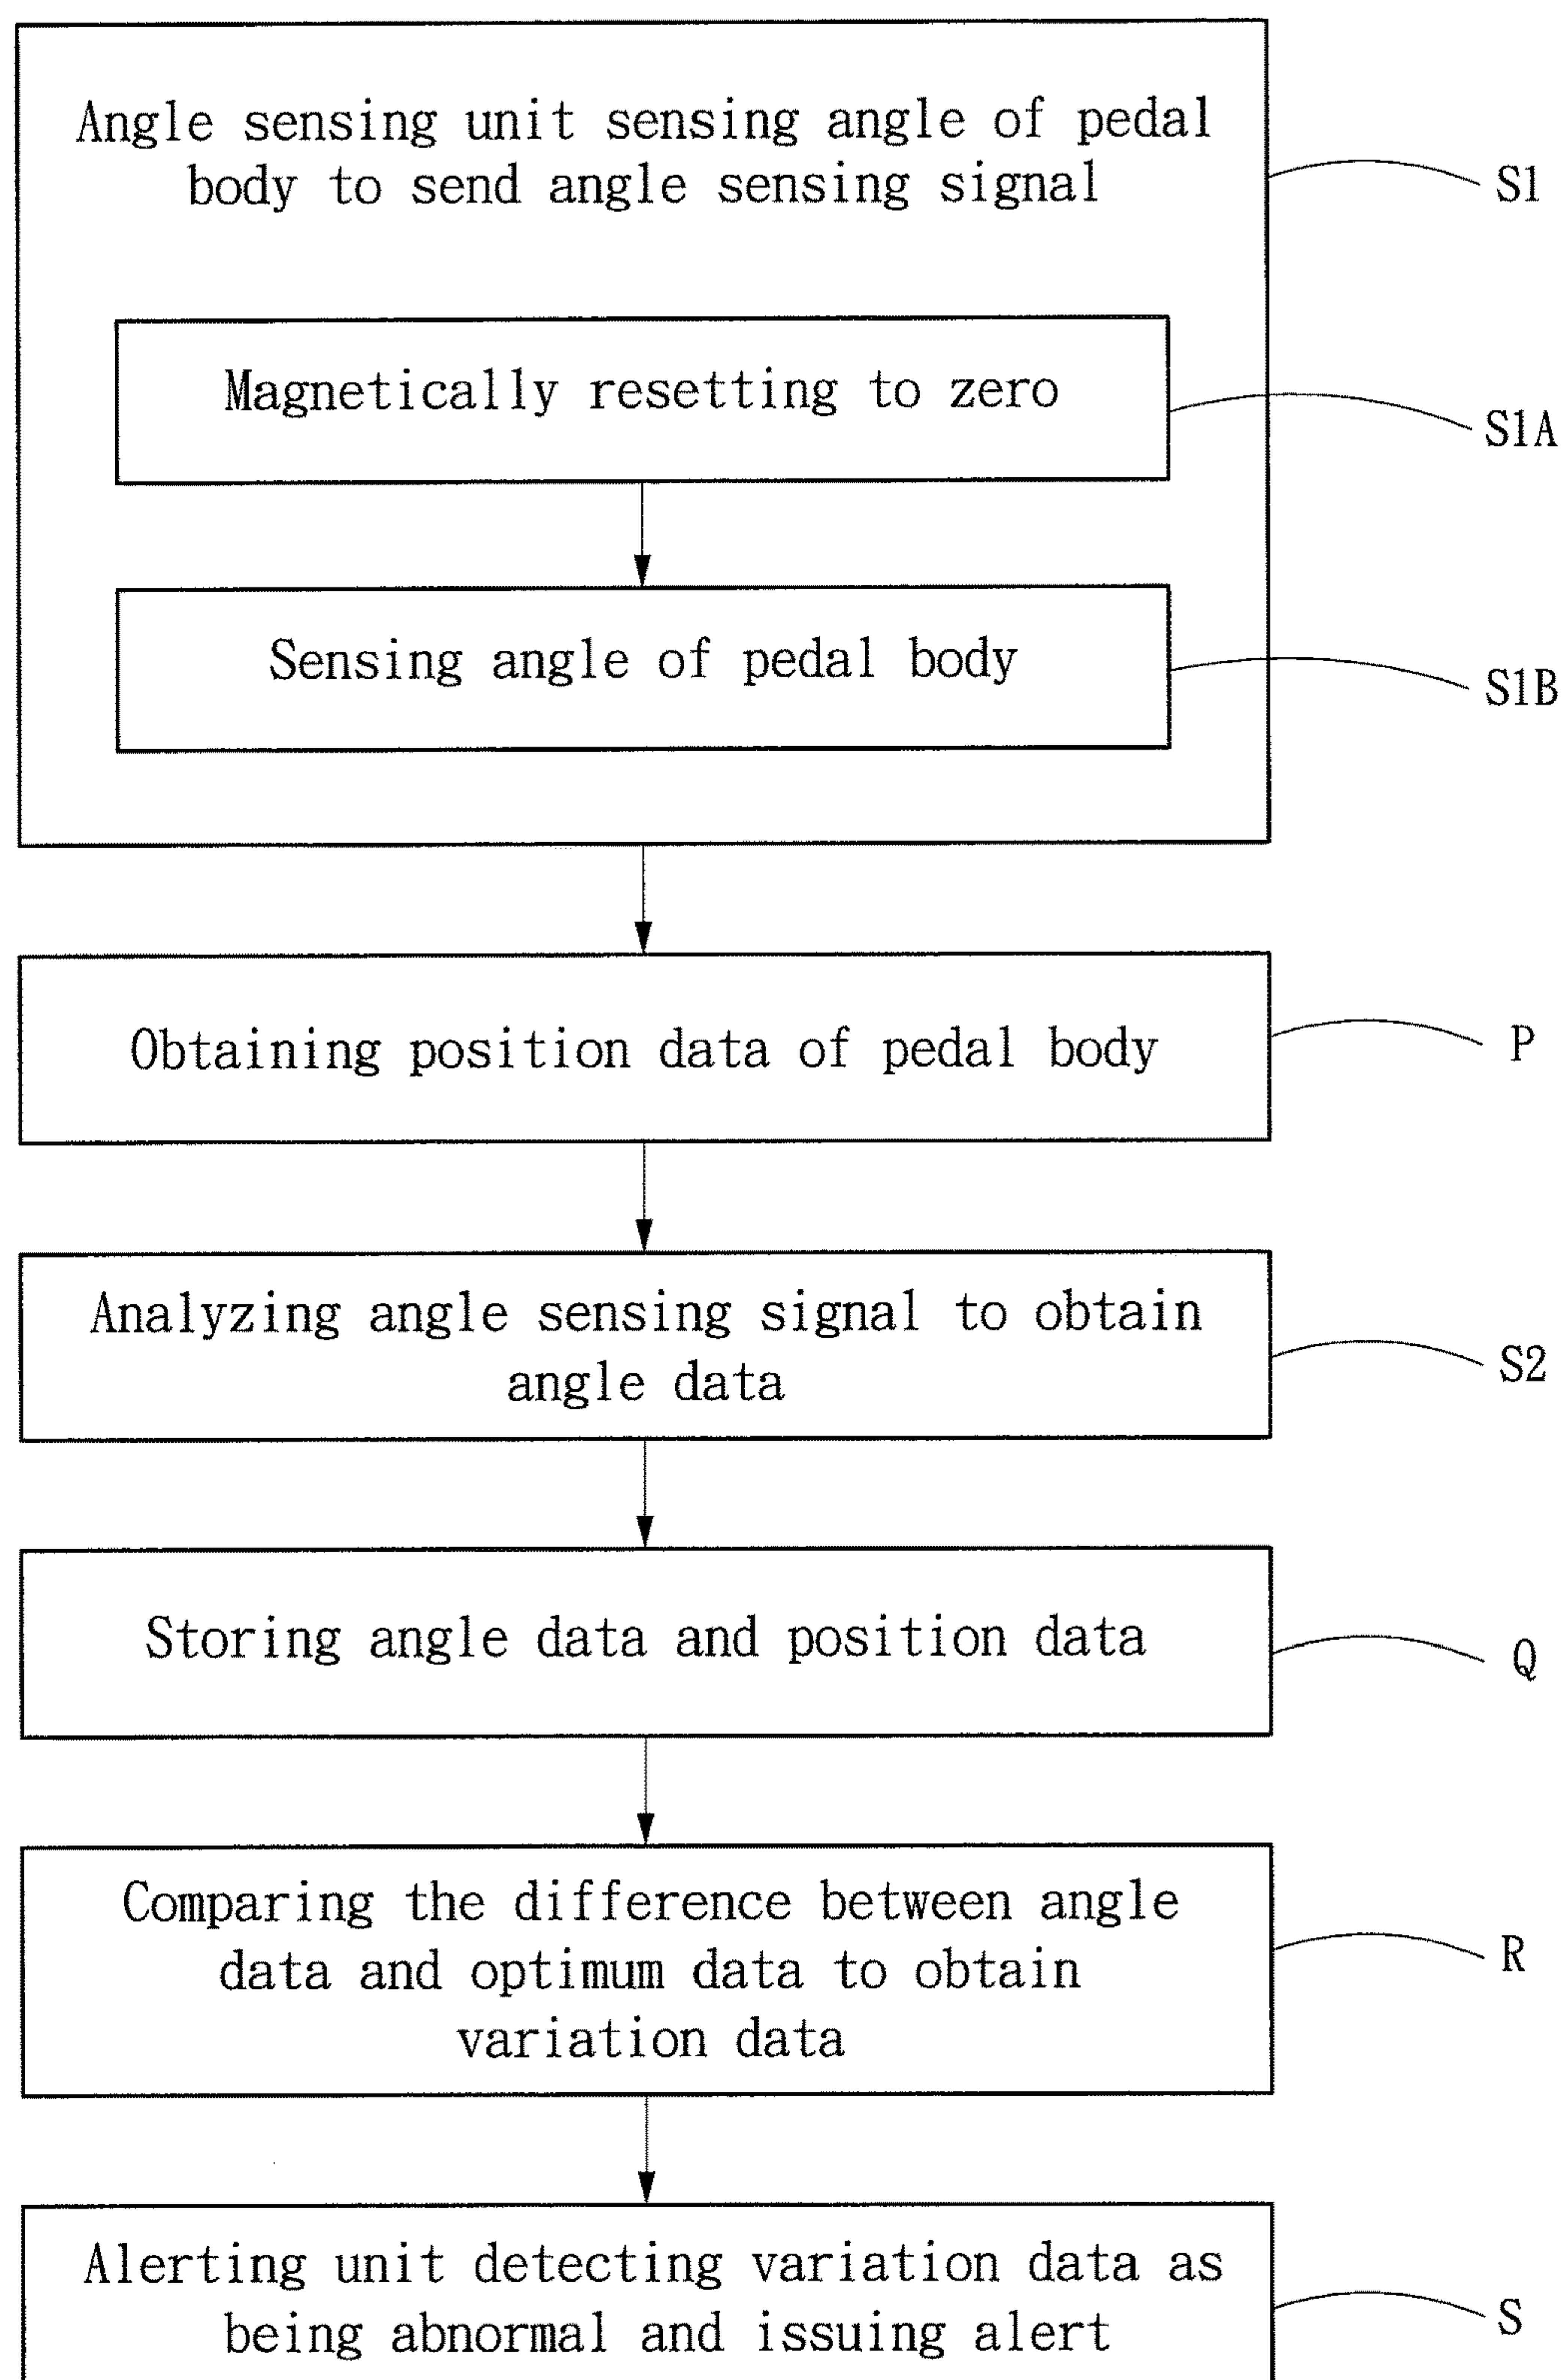 Angle sensing unit sensing angle of pedal
body to send angle sensing signal
S1
Magnetically resetting to zero
S1A
Sensing angle of pedal body
S1B
Obtaining position data of pedal body
P
Analyzing angle sensing signal to obtain
angle data
S2
Storing angle data and position data
Q
Comparing the difference between angle
data and optimum data to obtain
variation data
R
Alerting unit detecting variation data as
being abnormal and issuing alert
S